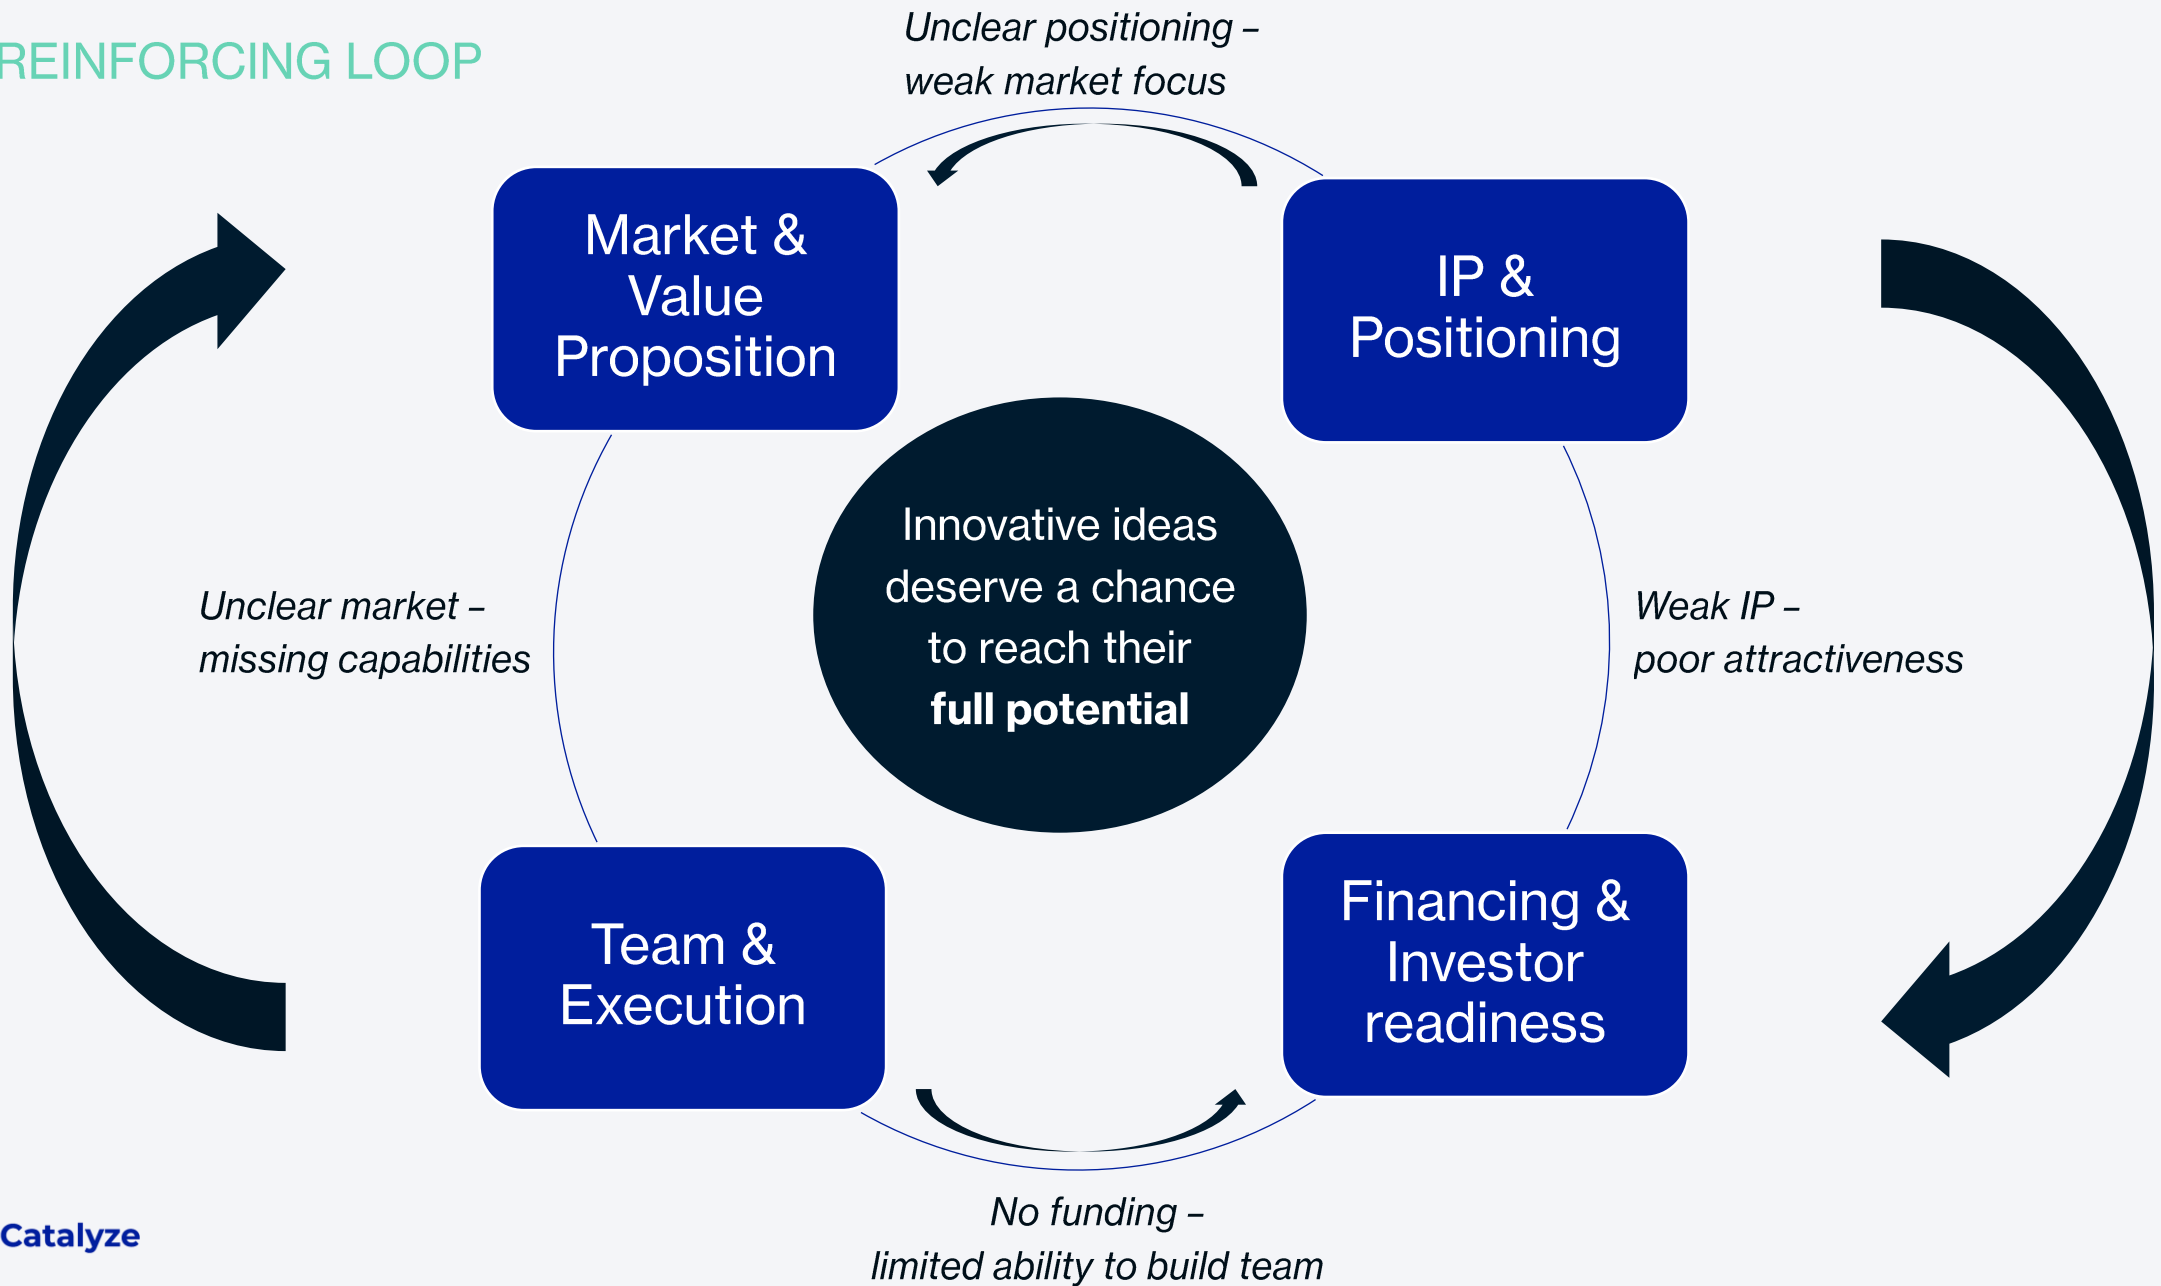 REINFORCING LOOP
Unclear positioning –
weak market focus
Market &
Value
Proposition
IP &
Positioning
Innovative ideas
deserve a chance
to reach their
full potential
Unclear market –
missing capabilities
Weak IP –
poor attractiveness
Team &
Execution
Financing &
Investor
readiness
No funding –
limited ability to build team
Catalyze